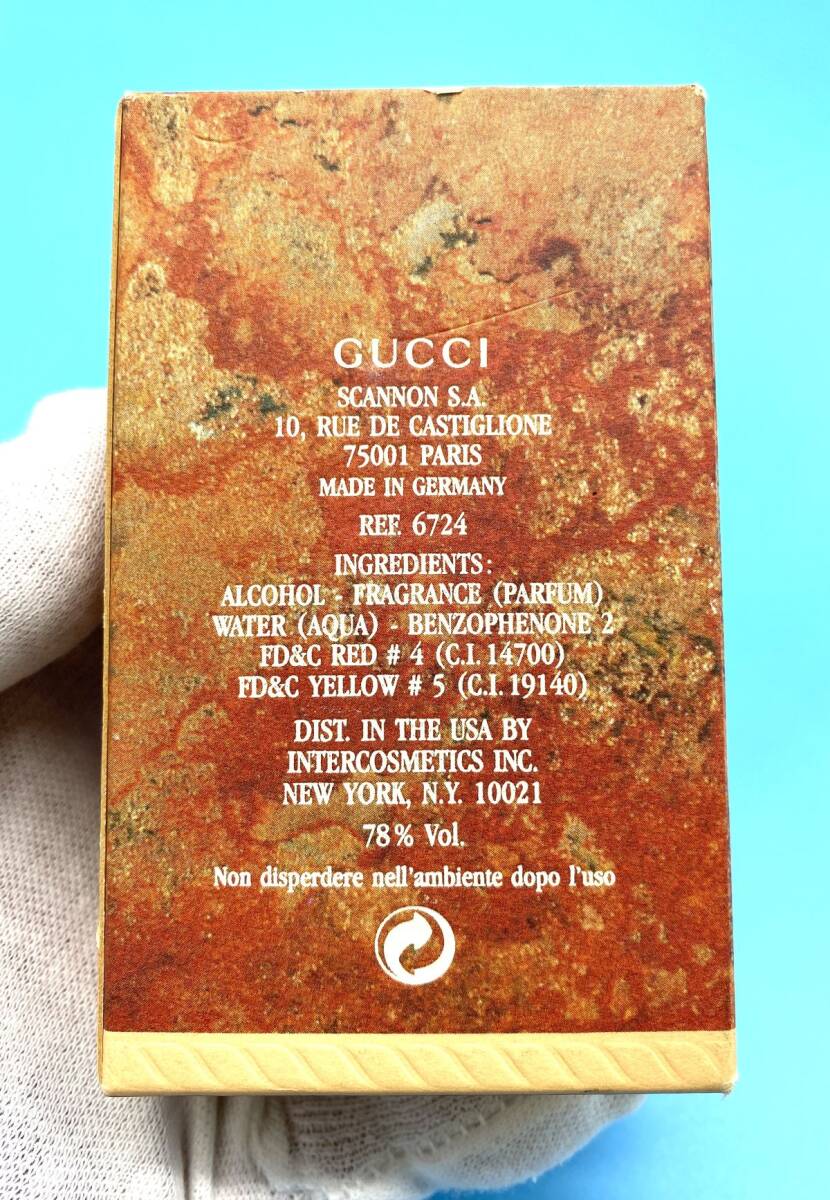 GUCCI
SCANNON S.A.
10, RUE DE CASTIGLIONE
75001 PARIS
MADE IN GERMANY
REF. 6724
INGREDIENTS:
ALCOHOL - FRAGRANCE (PARFUM)
WATER (AQUA) - BENZOPHENONE 2
FD&C RED # 4 (C.I. 14700)
FD&C YELLOW # 5 (C.I. 19140)
DIST. IN THE USA BY
INTERCOSMETICS INC.
NEW YORK, N.Y. 10021
78% Vol.
Non disperdere nell'ambiente dopo l'uso